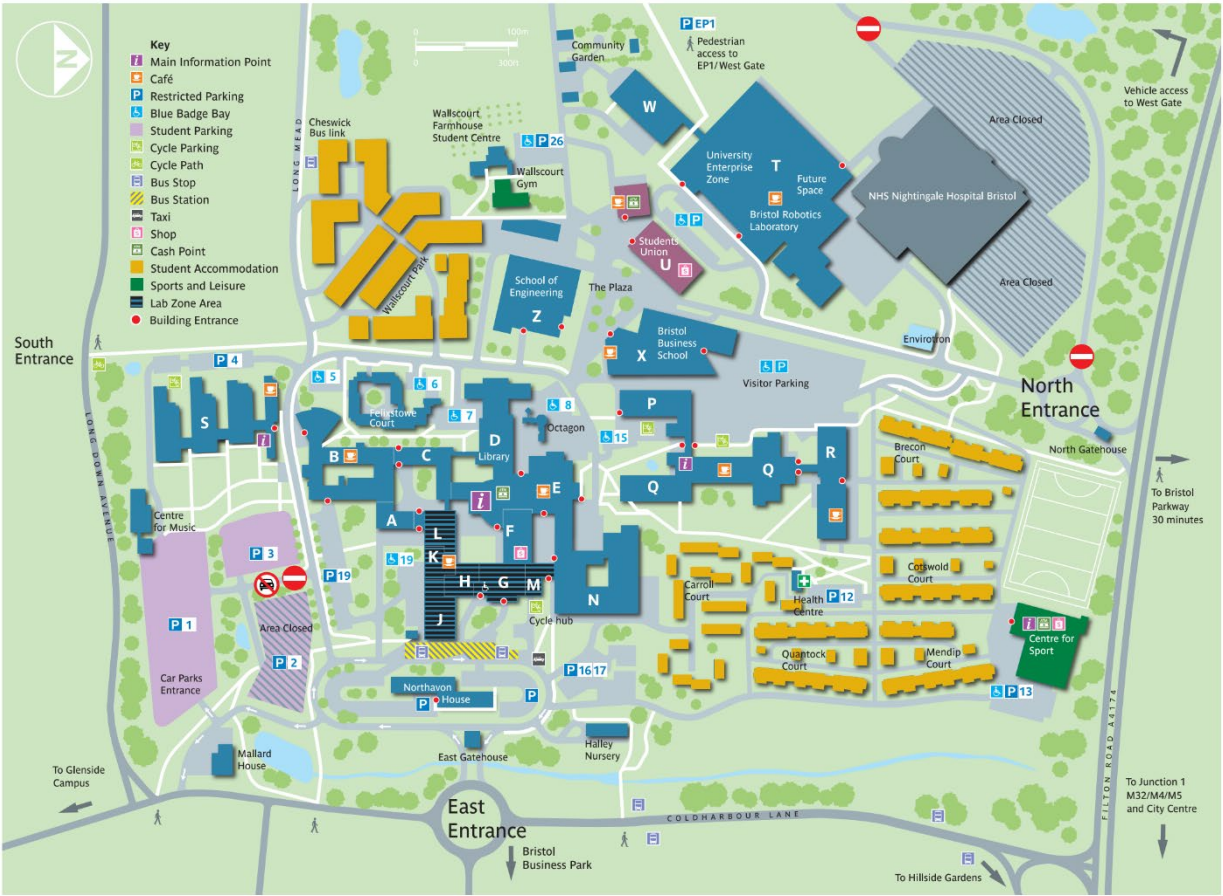 N
Key
Main Information Point
Café
Restricted Parking
Blue Badge Bay
Student Parking
Cycle Parking
Cycle Path
Bus Stop
Bus Station
Taxi
Shop
Cash Point
Student Accommodation
Sports and Leisure
Lab Zone Area
Building Entrance
0 100m
0 300ft
P EP1
Pedestrian
access to
EP1/West Gate
Community
Garden
Vehicle access
to West Gate
Area Closed
Cheswick
Bus link
LONG MEAD
Wallscourt
Farmhouse
Student Centre
P 26
W
University
Enterprise
Zone
T
Future
Space
Bristol Robotics
Laboratory
NHS Nightingale Hospital Bristol
Wallscourt
Gym
P
Students
Union
U
Area Closed
Wallscourt Park
School of
Engineering
Z
The Plaza
Bristol
Business
School
X
Envirotron
Visitor Parking
P
South
Entrance
North
Entrance
North Gatehouse
P 4
5
6
7
8
15
S
Felixstowe
Court
D
Library
Octagon
P
Brecon
Court
R
B
C
E
Q
Q
To Bristol
Parkway
30 minutes
LONG DOWN AVENUE
Centre
for Music
A
L
F
K
19
P 3
P 19
H
G
M
N
J
Cycle hub
Carroll
Court
Health
Centre
P 12
Cotswold
Court
P 1
Area Closed
P 2
Car Parks
Entrance
Quantock
Court
Mendip
Court
Centre for
Sport
P 13
P 16 17
Northavon
House
P
P
Mallard
House
East Gatehouse
Halley
Nursery
FILTON ROAD A4174
To Glenside
Campus
East
Entrance
COLDHARBOUR LANE
Bristol
Business Park
To Junction 1
M32/M4/M5
and City Centre
To Hillside Gardens